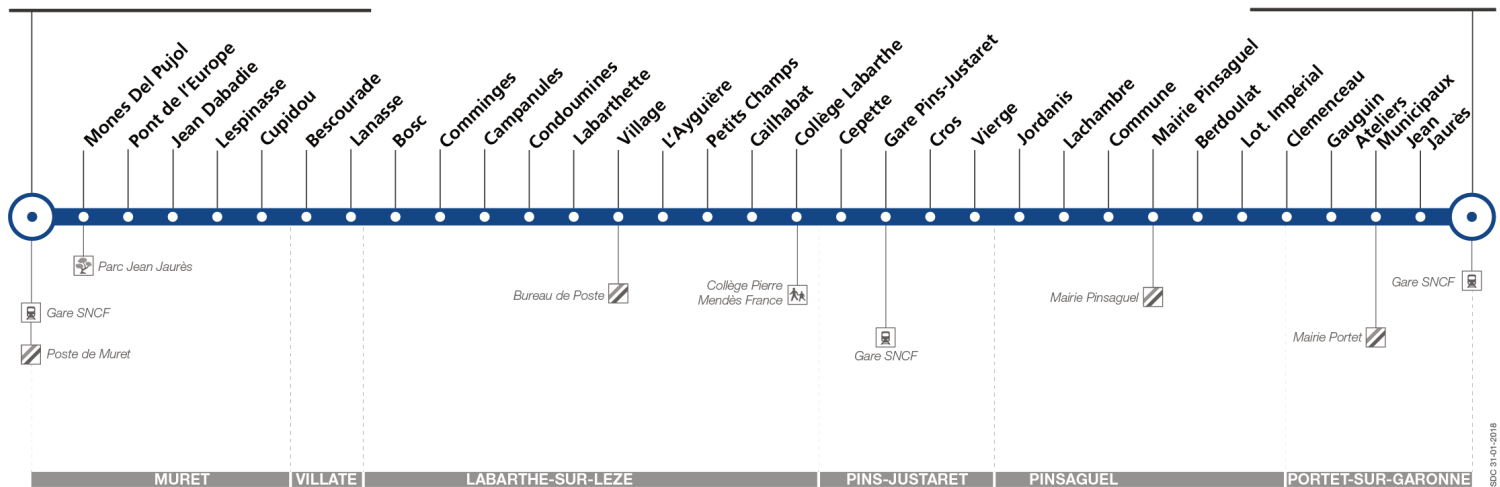 Mones Del Pujol
Pont de l'Europe
Jean Dabadie
Lespinasse
Cupidou
Bescourade
Lanasse
Bosc
Comminges
Campanules
Condoumines
Labarthette
Village
L'Ayguière
Petits Champs
Cailhabat
Collège Labarthe
Cepette
Gare Pins-Justaret
Cros
Vierge
Jordanis
Lachambre
Commune
Mairie Pinsaguel
Berdoulat
Lot. Impérial
Clemenceau
Gauguin
Ateliers
Municipaux
Jean
Jaurès
Parc Jean Jaurès
Gare SNCF
Poste de Muret
Bureau de Poste
Collège Pierre
Mendès France
Gare SNCF
Mairie Pinsaguel
Mairie Portet
Gare SNCF
MURET
VILLATE
LABARTHE-SUR-LEZE
PINS-JUSTARET
PINSAGUEL
PORTET-SUR-GARONNE
SDC 31-01-2018